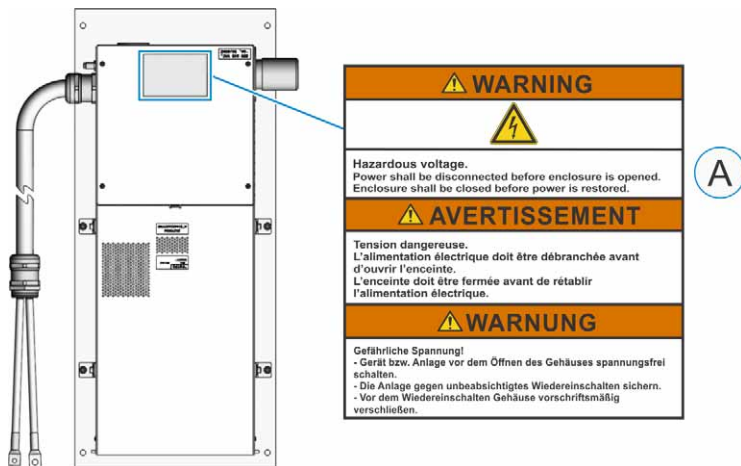 WARNING
Hazardous voltage.
Power shall be disconnected before enclosure is opened.
Enclosure shall be closed before power is restored.
AVERTISSEMENT
Tension dangereuse.
L'alimentation électrique doit être débranchée avant
d'ouvrir l'enceinte.
L'enceinte doit être fermée avant de rétablir
l'alimentation électrique.
WARNUNG
Gefährliche Spannung!
- Gerät bzw. Anlage vor dem Öffnen des Gehäuses spannungsfrei
schalten.
- Die Anlage gegen unbeabsichtigtes Wiedereinschalten sichern.
- Vor dem Wiedereinschalten Gehäuse vorschriftsmäßig
verschließen.
A